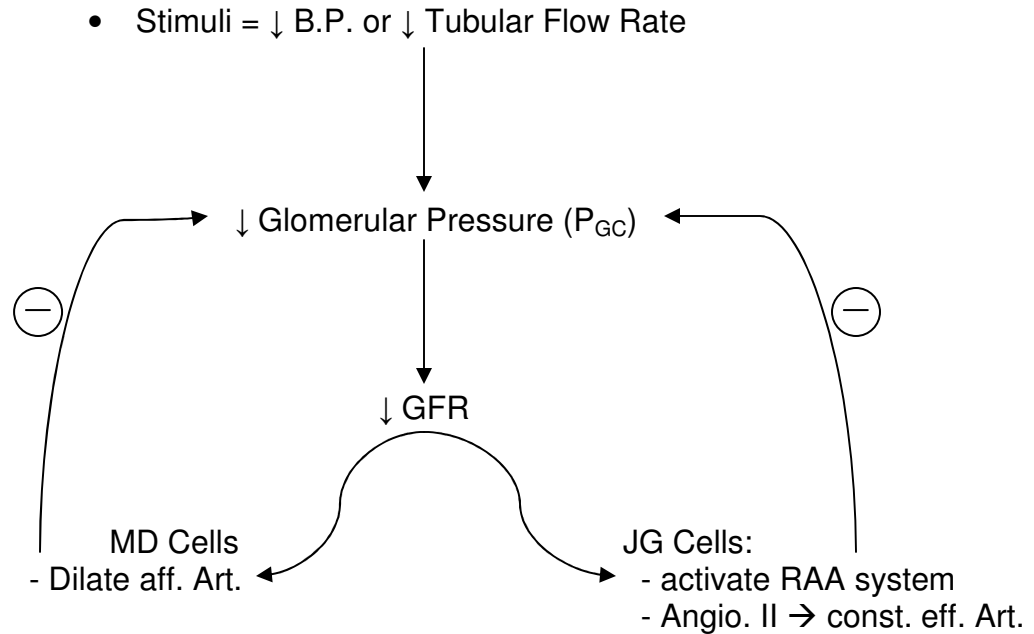 • Stimuli = ↓ B.P. or ↓ Tubular Flow Rate
↓ Glomerular Pressure (P_GC)
↓ GFR
MD Cells
- Dilate aff. Art.
JG Cells:
- activate RAA system
- Angio. II → const. eff. Art.